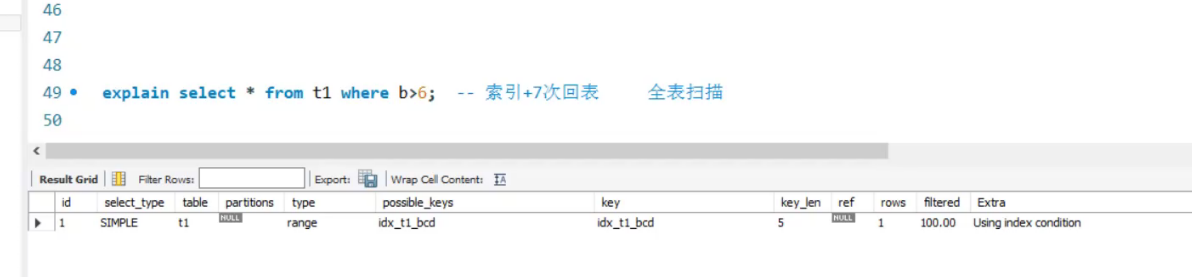 46
47
48
49 explain select * from t1 where b>6; -- 索引+7次回表 全表扫描
50
Result Grid Filter Rows: Export: Wrap Cell Content: IA
id select_type table partitions type possible_keys key key_len ref rows filtered Extra
1 SIMPLE t1 NULL range idx_t1_bcd idx_t1_bcd 5 NULL 1 100.00 Using index condition